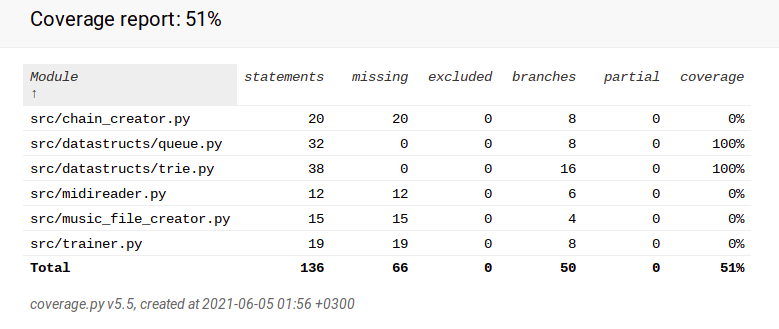 Coverage report: 51%
Module statements missing excluded branches partial coverage
↑
src/chain_creator.py 20 20 0 8 0 0%
src/datastructs/queue.py 32 0 0 8 0 100%
src/datastructs/trie.py 38 0 0 16 0 100%
src/midireader.py 12 12 0 6 0 0%
src/music_file_creator.py 15 15 0 4 0 0%
src/trainer.py 19 19 0 8 0 0%
Total 136 66 0 50 0 51%
coverage.py v5.5, created at 2021-06-05 01:56 +0300